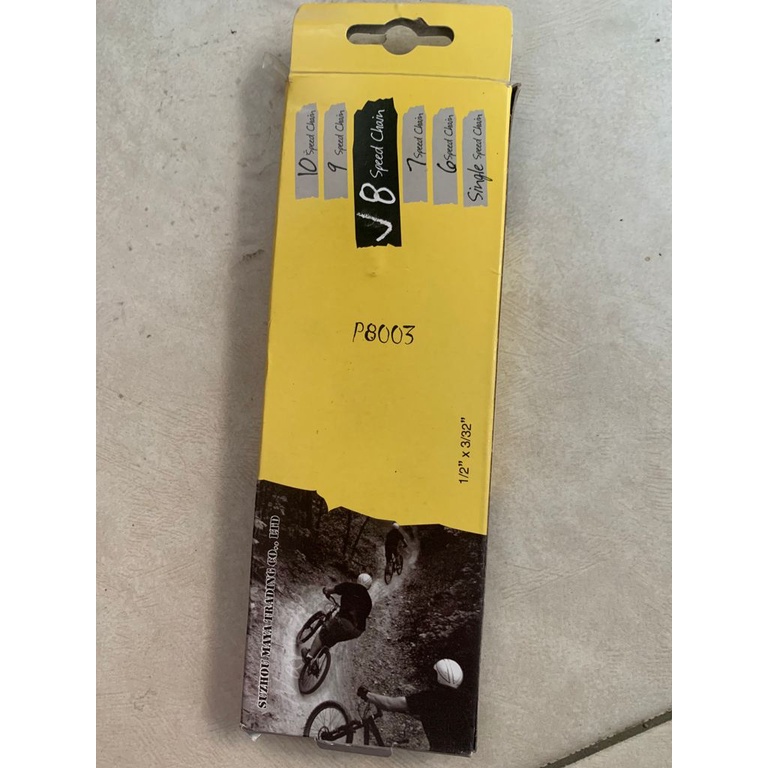 10 Speed Chain
9 Speed Chain
✓ 8 Speed Chain
7 Speed Chain
6 Speed Chain
Single Speed Chain
P8003
1/2" x 3/32"
SUZHOU MAYA TRADING CO., LTD